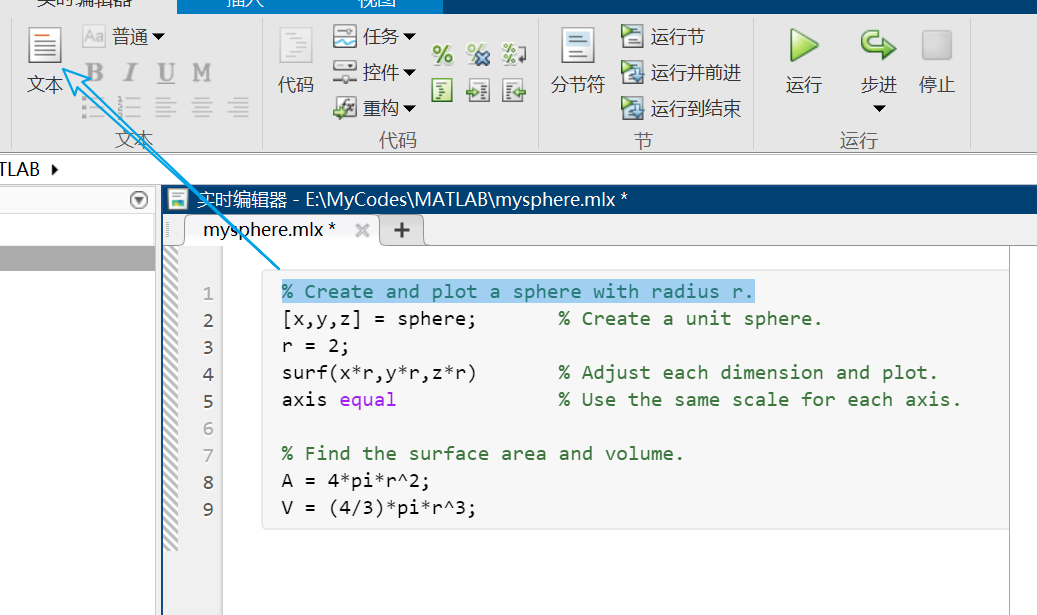 实时编辑器 插入 视图
Aa 普通
任务
% % %
运行节
B I U M
控件
运行并前进
文本 代码 分节符 运行 步进 停止
重构
运行到结束
文本 代码 节 运行
TLAB
实时编辑器 - E:\MyCodes\MATLAB\mysphere.mlx *
mysphere.mlx *
1 % Create and plot a sphere with radius r.
2 [x,y,z] = sphere; % Create a unit sphere.
3 r = 2;
4 surf(x*r,y*r,z*r) % Adjust each dimension and plot.
5 axis equal % Use the same scale for each axis.
6
7 % Find the surface area and volume.
8 A = 4*pi*r^2;
9 V = (4/3)*pi*r^3;